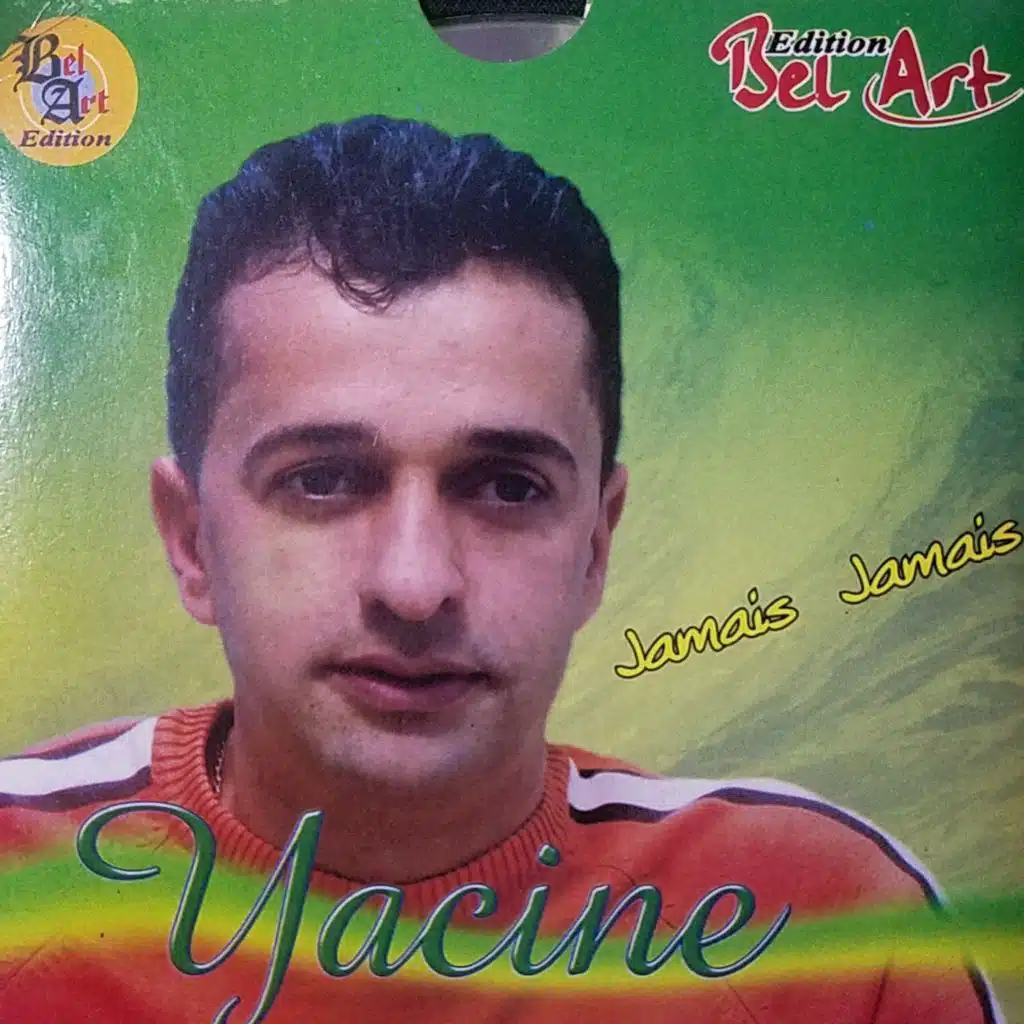 Bel
Art
Edition
Edition
Bel Art
Jamais Jamais
Yacine